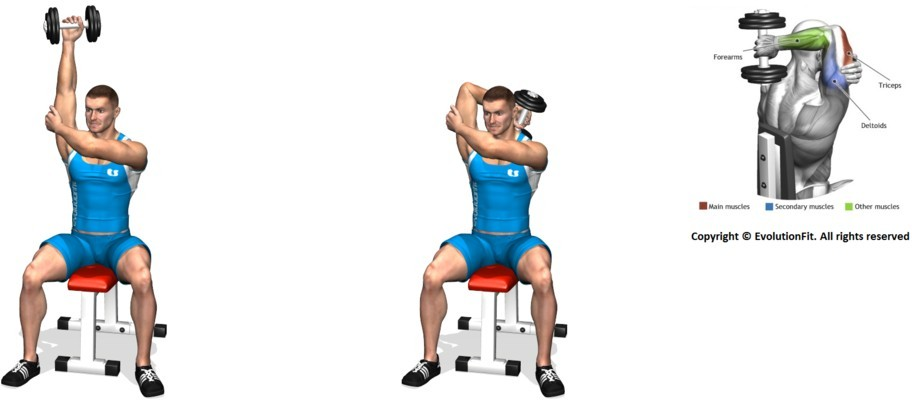 Forearms
Triceps
Deltoids
Main muscles
Secondary muscles
Other muscles
Copyright © EvolutionFit. All rights reserved